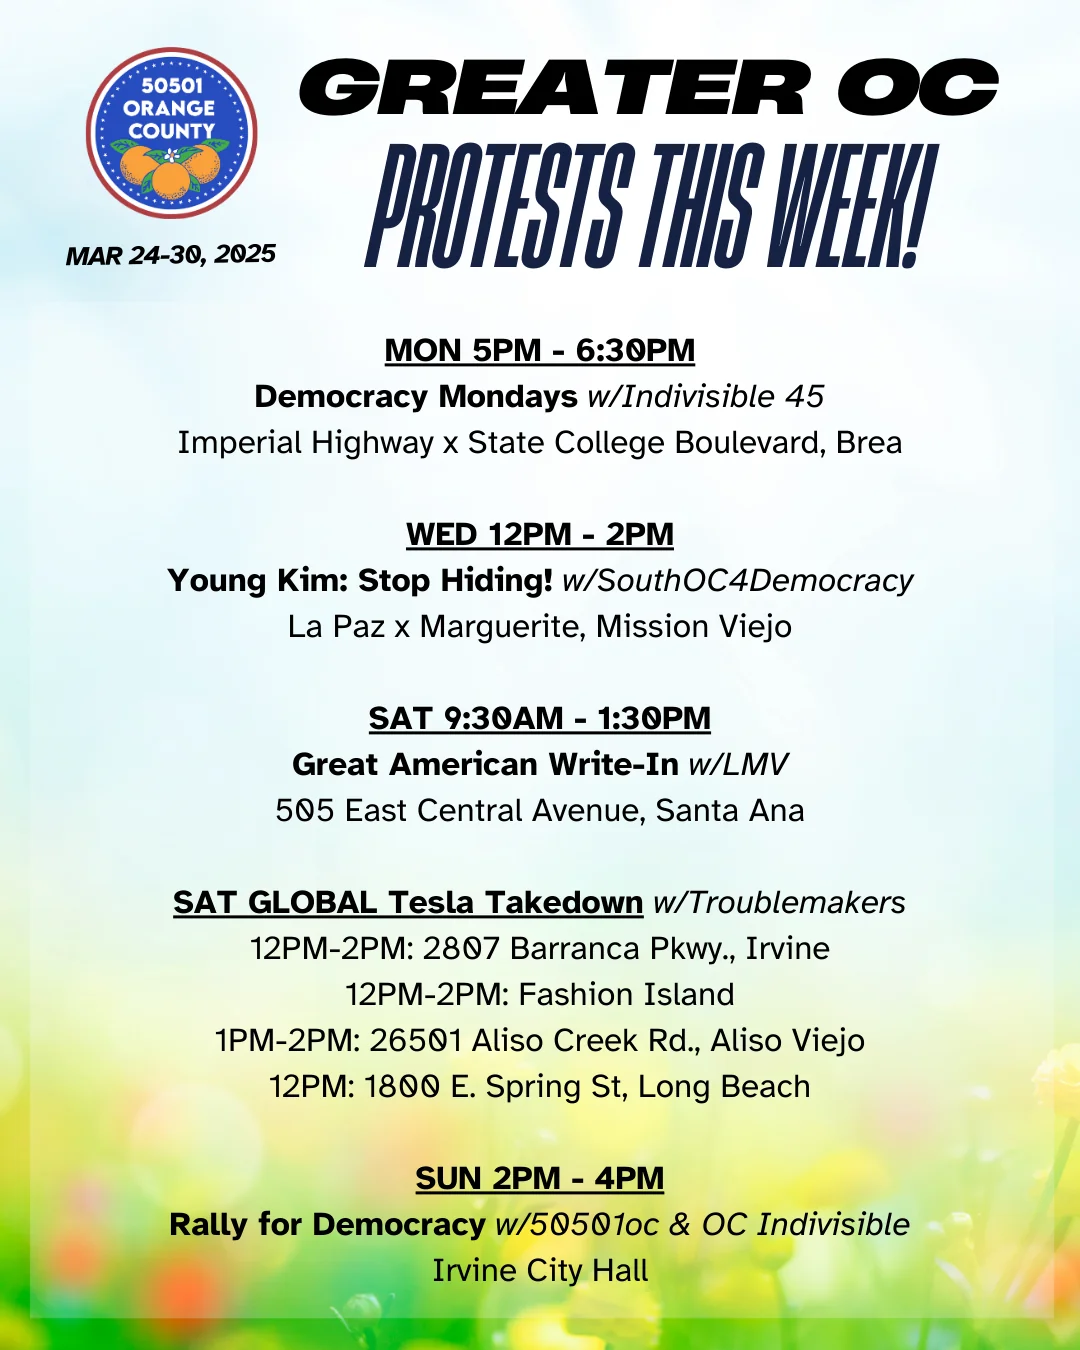 50501
ORANGE
COUNTY
MAR 24-30, 2025
GREATER OC
PROTESTS THIS WEEK!
MON 5PM - 6:30PM
Democracy Mondays w/Indivisible 45
Imperial Highway x State College Boulevard, Brea
WED 12PM - 2PM
Young Kim: Stop Hiding! w/SouthOC4Democracy
La Paz x Marguerite, Mission Viejo
SAT 9:30AM - 1:30PM
Great American Write-In w/LMV
505 East Central Avenue, Santa Ana
SAT GLOBAL Tesla Takedown w/Troublemakers
12PM-2PM: 2807 Barranca Pkwy., Irvine
12PM-2PM: Fashion Island
1PM-2PM: 26501 Aliso Creek Rd., Aliso Viejo
12PM: 1800 E. Spring St, Long Beach
SUN 2PM - 4PM
Rally for Democracy w/50501oc & OC Indivisible
Irvine City Hall